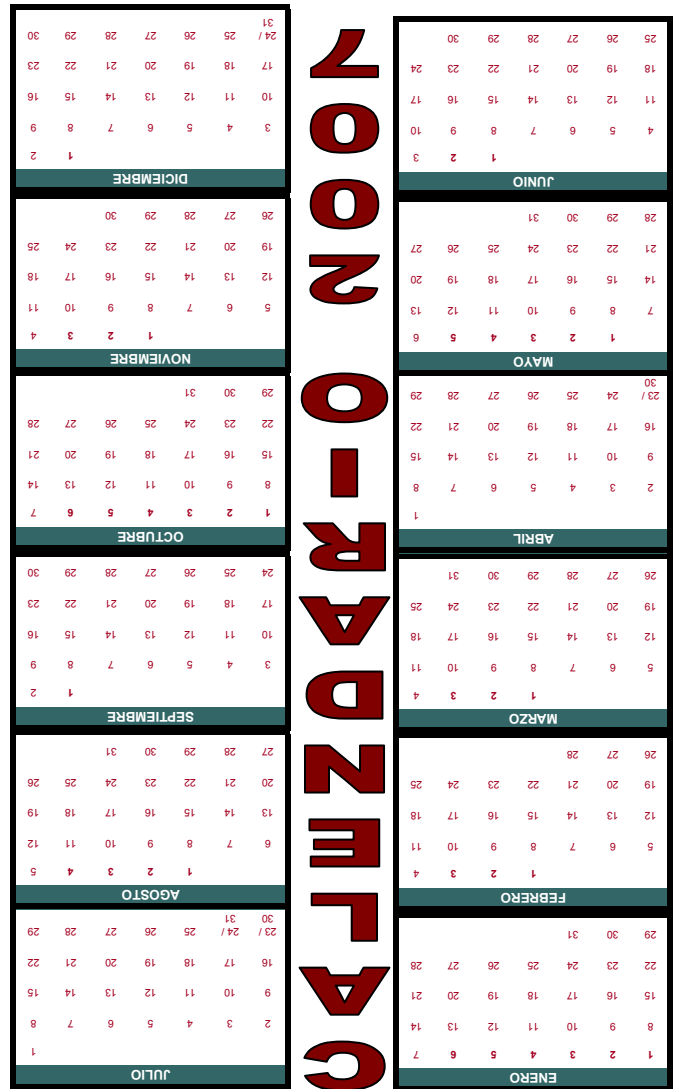 CALENDARIO 2007
ENERO
1 2 3 4 5 6 7
8 9 10 11 12 13 14
15 16 17 18 19 20 21
22 23 24 25 26 27 28
29 30 31
FEBRERO
1 2 3 4
5 6 7 8 9 10 11
12 13 14 15 16 17 18
19 20 21 22 23 24 25
26 27 28
MARZO
1 2 3 4
5 6 7 8 9 10 11
12 13 14 15 16 17 18
19 20 21 22 23 24 25
26 27 28 29 30 31
ABRIL
1
2 3 4 5 6 7 8
9 10 11 12 13 14 15
16 17 18 19 20 21 22
23 / 24 25 26 27 28 29
30
MAYO
1 2 3 4 5 6
7 8 9 10 11 12 13
14 15 16 17 18 19 20
21 22 23 24 25 26 27
28 29 30 31
JUNIO
1 2 3
4 5 6 7 8 9 10
11 12 13 14 15 16 17
18 19 20 21 22 23 24
25 26 27 28 29 30
JULIO
1
2 3 4 5 6 7 8
9 10 11 12 13 14 15
16 17 18 19 20 21 22
23 / 24 / 25 26 27 28 29
30 31
AGOSTO
1 2 3 4 5
6 7 8 9 10 11 12
13 14 15 16 17 18 19
20 21 22 23 24 25 26
27 28 29 30 31
SEPTIEMBRE
1 2
3 4 5 6 7 8 9
10 11 12 13 14 15 16
17 18 19 20 21 22 23
24 25 26 27 28 29 30
OCTUBRE
1 2 3 4 5 6 7
8 9 10 11 12 13 14
15 16 17 18 19 20 21
22 23 24 25 26 27 28
29 30 31
NOVIEMBRE
1 2 3 4
5 6 7 8 9 10 11
12 13 14 15 16 17 18
19 20 21 22 23 24 25
26 27 28 29 30
DICIEMBRE
1 2
3 4 5 6 7 8 9
10 11 12 13 14 15 16
17 18 19 20 21 22 23
24 / 25 26 27 28 29 30
31